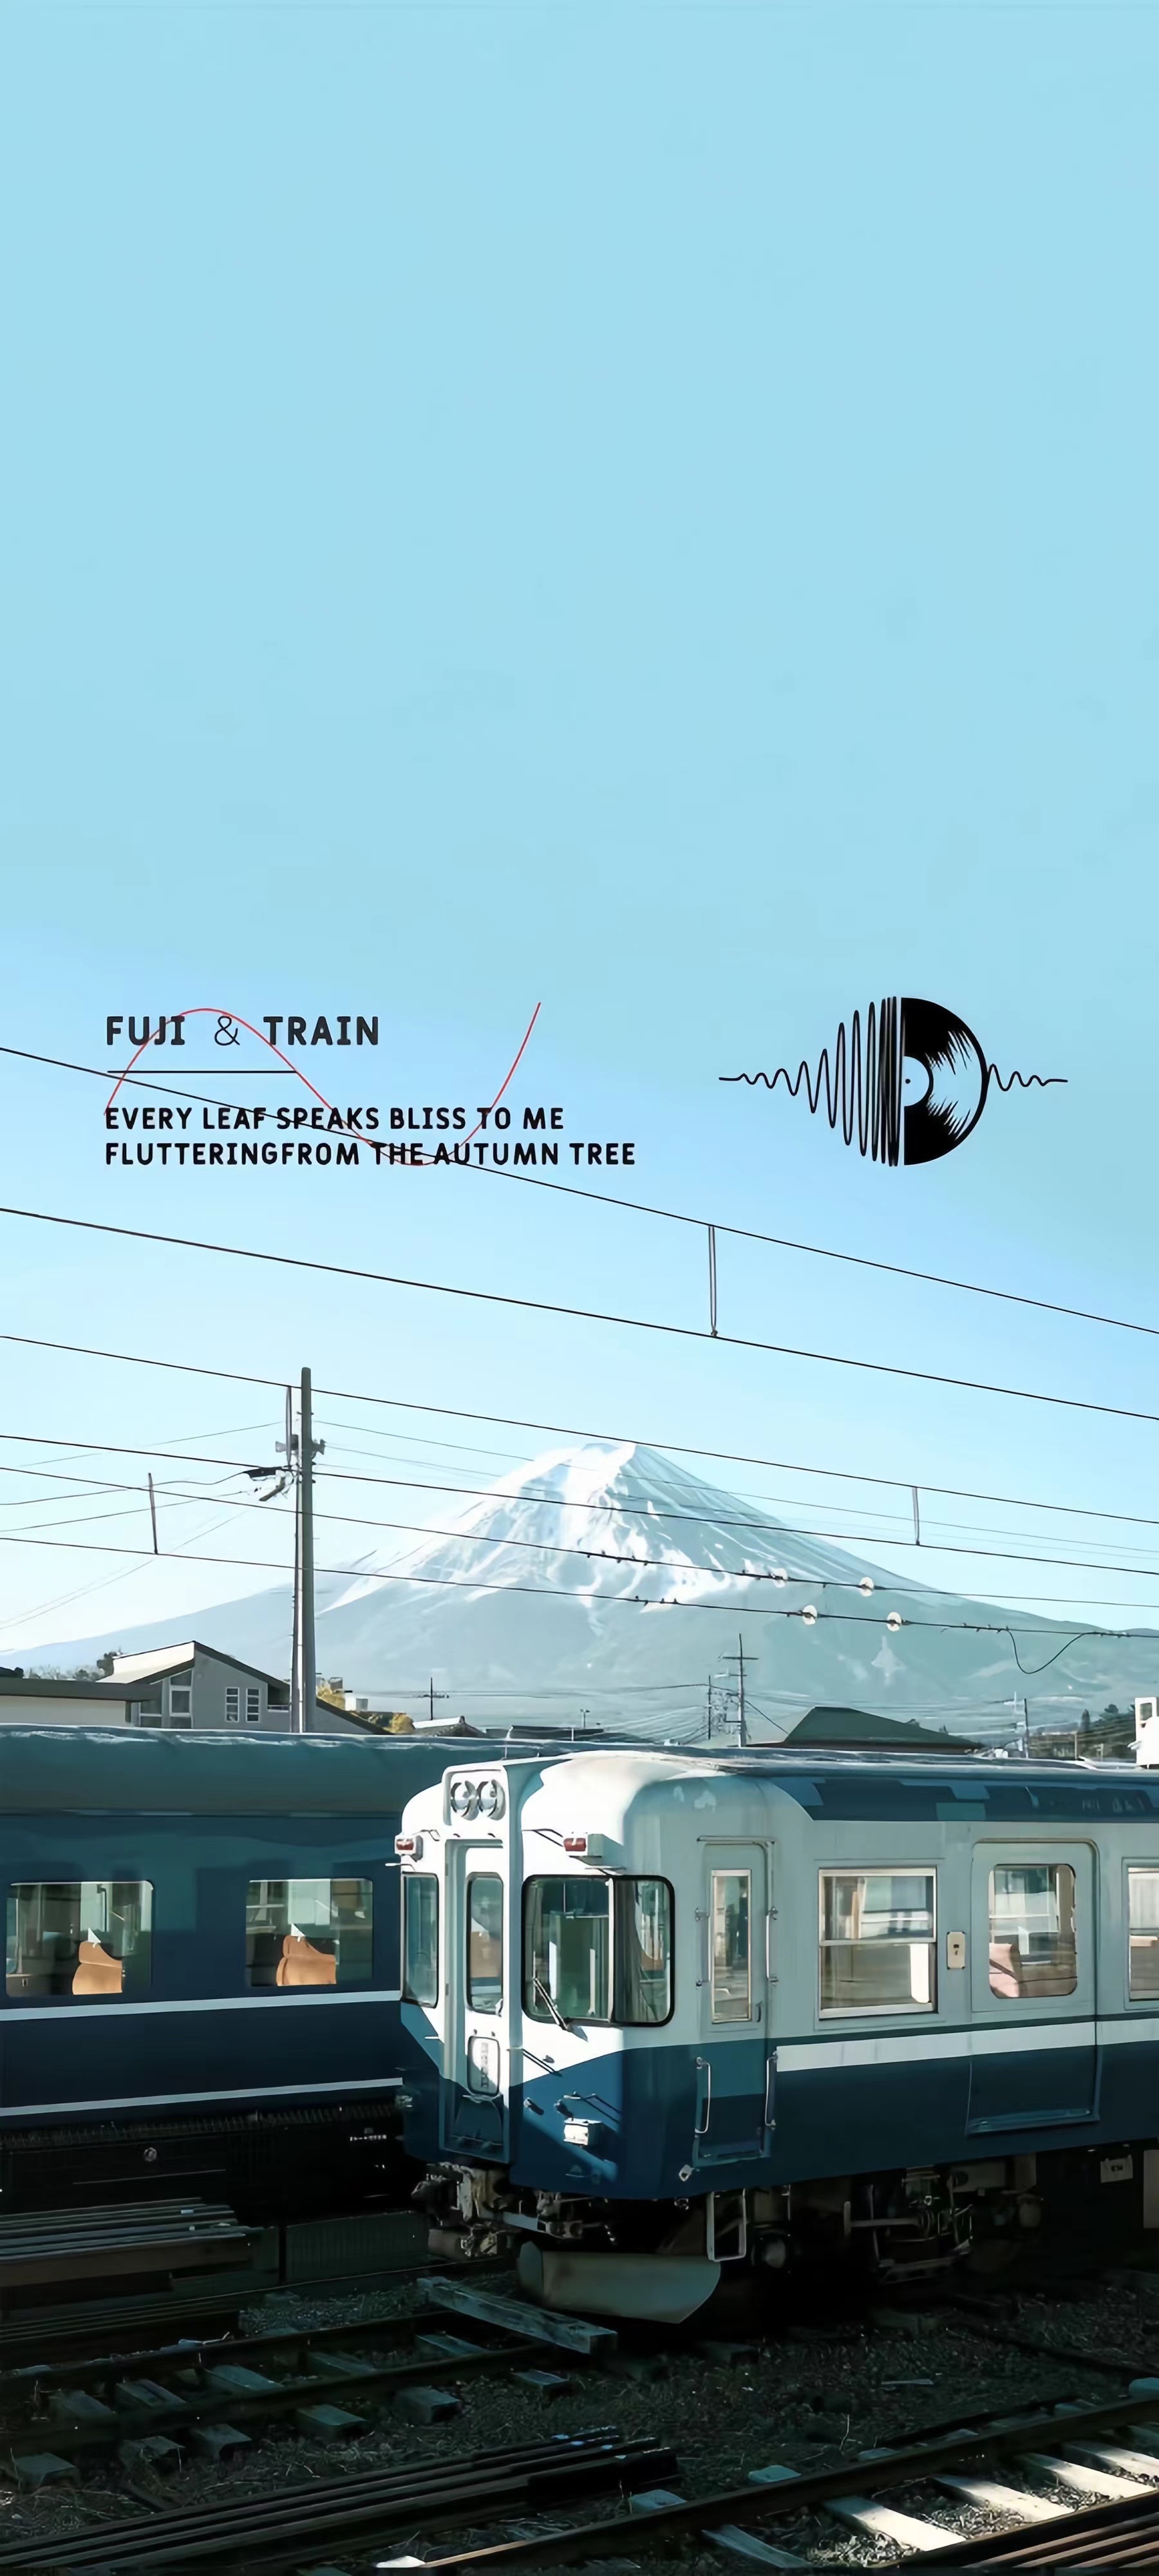 FUJI & TRAIN
EVERY LEAF SPEAKS BLISS TO ME
FLUTTERINGFROM THE AUTUMN TREE